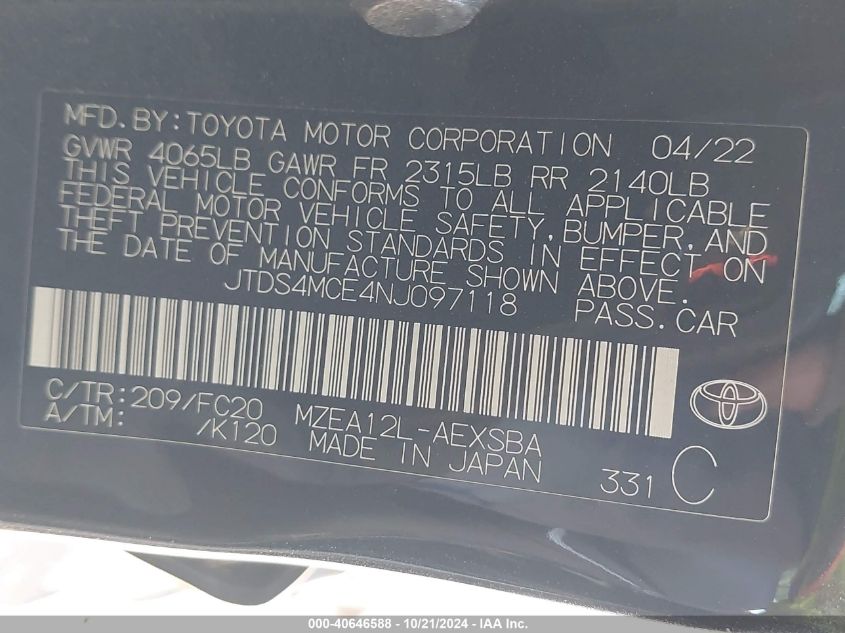 MFD.BY:TOYOTA MOTOR CORPORATION 04/22
GVWR 4065LB GAWR FR 2315LB RR 2140LB
THIS VEHICLE CONFORMS TO ALL APPLICABLE
FEDERAL MOTOR VEHICLE SAFETY,BUMPER,AND
THEFT PREVENTION STANDARDS IN EFFECT ON
THE DATE OF MANUFACTURE SHOWN ABOVE.
JTDS4MCE4NJ097118 PASS.CAR
C/TR:209/FC20 MZEA12L-AEXSBA
A/TM: /K120 MADE IN JAPAN 331 C
000-40646588 - 10/21/2024 - IAA Inc.